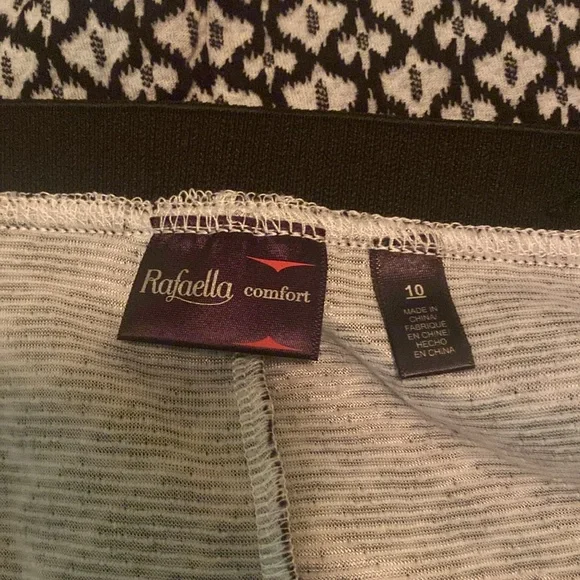 Rafaella comfort
10
MADE IN
CHINA/
FABRIQUE
EN CHINE/
HECHO
EN CHINA